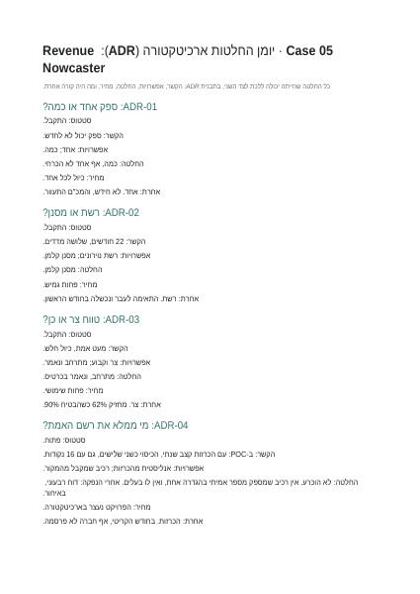 Case 05 · יומן החלטות ארכיטקטורה (ADR): Revenue
Nowcaster
כל החלטה שהייתה יכולה ללכת לצד השני, בתבנית ADR: הקשר, אפשרויות, החלטה, מחיר, ומה היה קורה אחרת.
ADR-01: ספק אחד או כמה?
סטטוס: התקבל.
הקשר: ספק יכול לא לחדש.
אפשרויות: אחד; כמה.
החלטה: כמה, אף אחד לא הכרחי.
מחיר: כיול לכל אחד.
אחרת: אחד. לא חידש, והמכ"ם התעוור.
ADR-02: רשת או מסנן?
סטטוס: התקבל.
הקשר: 22 חודשים, שלושה מדדים.
אפשרויות: רשת נוירונים; מסנן קלמן.
החלטה: מסנן קלמן.
מחיר: פחות גמיש.
אחרת: רשת. התאימה לעבר ונכשלה בחודש הראשון.
ADR-03: טווח צר או כן?
סטטוס: התקבל.
הקשר: מעט אמת, כיול חלש.
אפשרויות: צר וקבוע; מתרחב ונאמר.
החלטה: מתרחב, ונאמר בכרטיס.
מחיר: פחות שימושי.
אחרת: צר. מחזיק 62% כשהבטיח 90%.
ADR-04: מי ממלא את רשם האמת?
סטטוס: פתוח.
הקשר: ב-POC: עם הכרזות קצב שנתי, הכיסוי כשני שלישים, גם עם 16 נקודות.
אפשרויות: אנליסטית מהכרזות; רכיב שמקבל מהמקור.
החלטה: לא הוכרע. אין רכיב שמספק מספר אמיתי בהגדרה אחת, ואין לו בעלים. אחרי הנפקה: דוח רבעוני,
באיחור.
מחיר: הפרויקט נעצר בארכיטקטורה.
אחרת: הכרזות. בחודש הקריטי, אף חברה לא פרסמה.